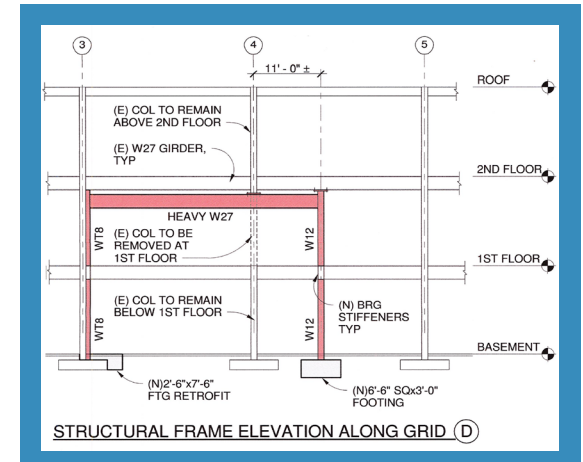 3
4
5
11' - 0" ±
ROOF
(E) COL TO REMAIN
ABOVE 2ND FLOOR
(E) W27 GIRDER,
TYP
2ND FLOOR
HEAVY W27
(E) COL TO BE
REMOVED AT
1ST FLOOR
WT8
W12
1ST FLOOR
(E) COL TO REMAIN
BELOW 1ST FLOOR
(N) BRG
STIFFENERS
TYP
WT8
W12
BASEMENT
(N)2'-6"x7'-6"
FTG RETROFIT
(N)6'-6" SQx3'-0"
FOOTING
STRUCTURAL FRAME ELEVATION ALONG GRID D